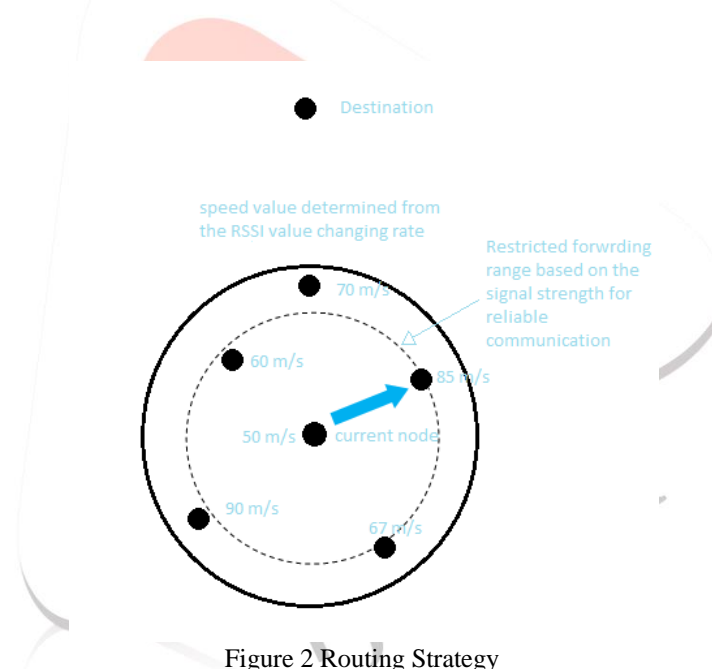 Destination
speed value determined from
the RSSI value changing rate
Restricted forwrding
range based on the
signal strength for
reliable
communication
70 m/s
60 m/s
85 m/s
50 m/s
current node
90 m/s
67 m/s
Figure 2 Routing Strategy